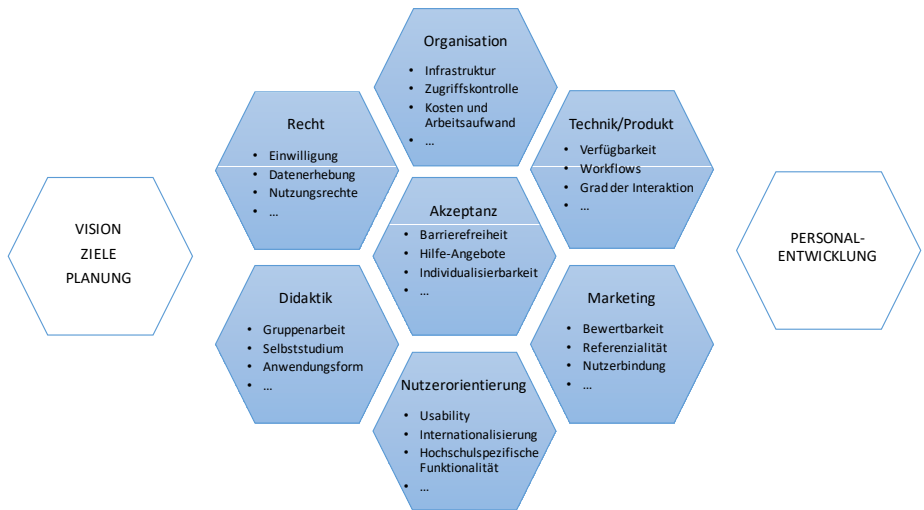 Organisation
• Infrastruktur
• Zugriffskontrolle
• Kosten und
Arbeitsaufwand
• ...
Recht
• Einwilligung
• Datenerhebung
• Nutzungsrechte
• ...
Technik/Produkt
• Verfügbarkeit
• Workflows
• Grad der Interaktion
• ...
VISION
ZIELE
PLANUNG
Akzeptanz
• Barrierefreiheit
• Hilfe-Angebote
• Individualisierbarkeit
• ...
PERSONAL-
ENTWICKLUNG
Didaktik
• Gruppenarbeit
• Selbststudium
• Anwendungsform
• ...
Marketing
• Bewertbarkeit
• Referenzialität
• Nutzerbindung
• ...
Nutzerorientierung
• Usability
• Internationalisierung
• Hochschulspezifische
Funktionalität
• ...